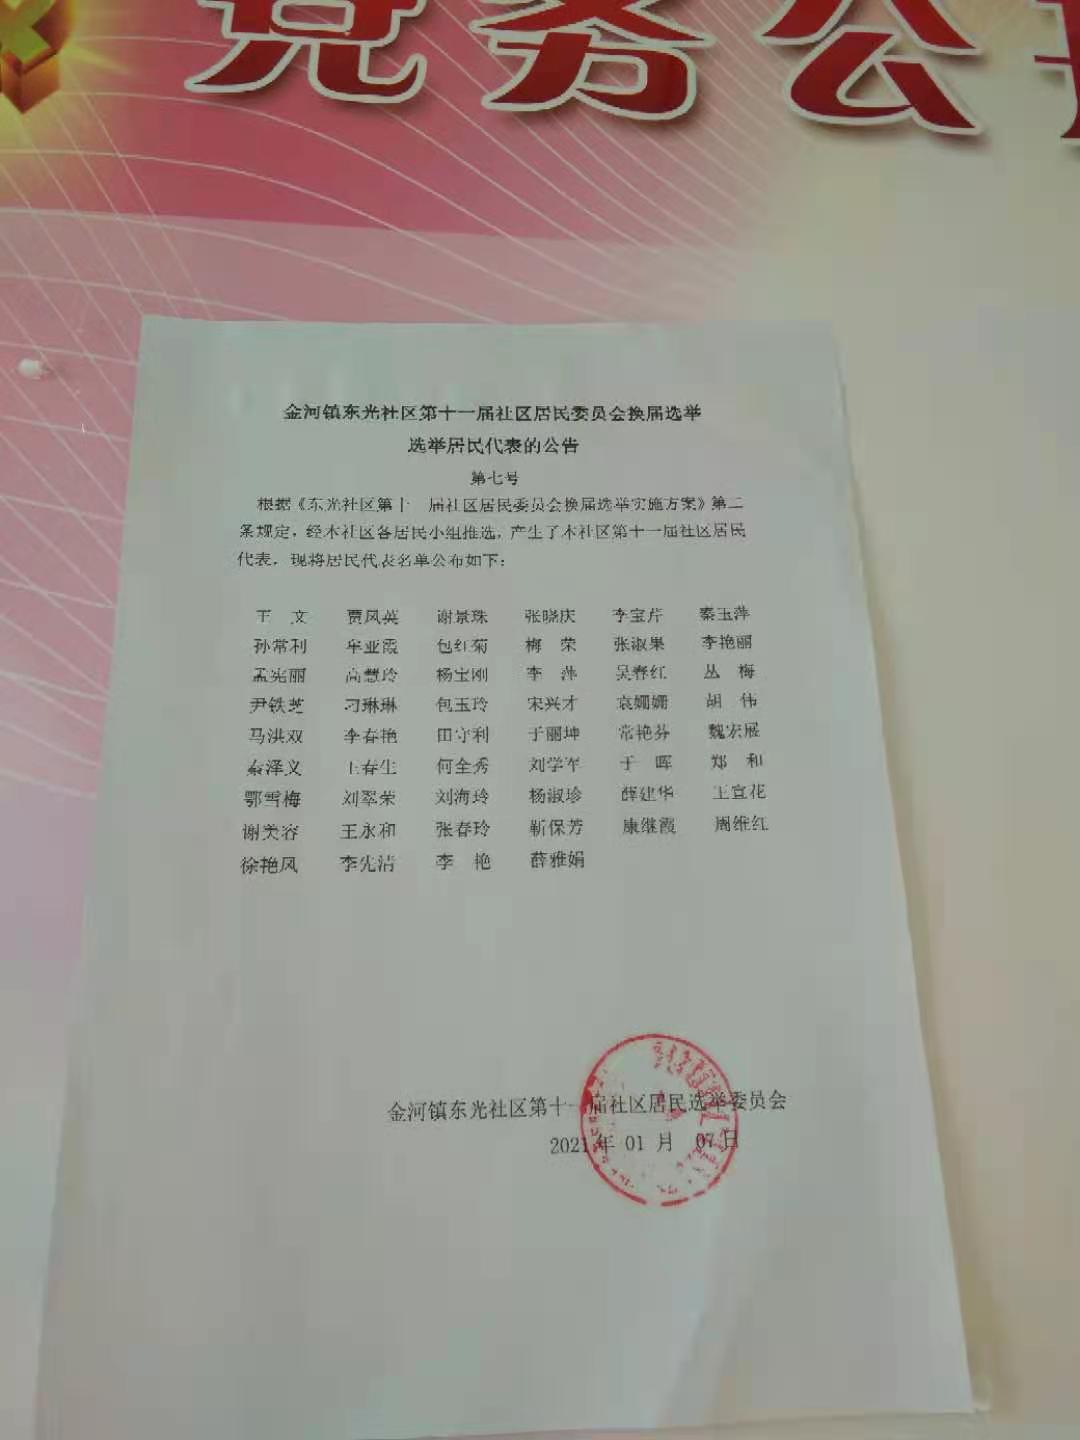 党务公开
金河镇东光社区第十一届社区居民委员会换届选举
选举居民代表的公告
第七号
根据《东光社区第十一届社区居民委员会换届选举实施方案》第二
条规定，经本社区各居民小组推选，产生了本社区第十一届社区居民
代表，现将居民代表名单公布如下：
王 文 贾凤英 谢景珠 张晓庆 李宝芹 秦玉萍
孙常利 牟亚霞 包红菊 梅 荣 张淑果 李艳丽
孟宪丽 高慧玲 杨宝刚 李 萍 吴春红 丛 梅
尹铁芝 刁琳琳 包玉玲 宋兴才 袁姗姗 胡 伟
马洪双 李春艳 田守利 于丽坤 常艳芬 魏宏展
秦泽义 王春生 何全秀 刘学军 于 晖 郑 和
鄂雪梅 刘翠荣 刘海玲 杨淑珍 薛建华 王宣花
谢美容 王永和 张春玲 靳保芳 康继霞 周维红
徐艳凤 李先清 李 艳 薛雅娟
金河镇东光社区第十一届社区居民选举委员会
2021 年 01 月 07 日